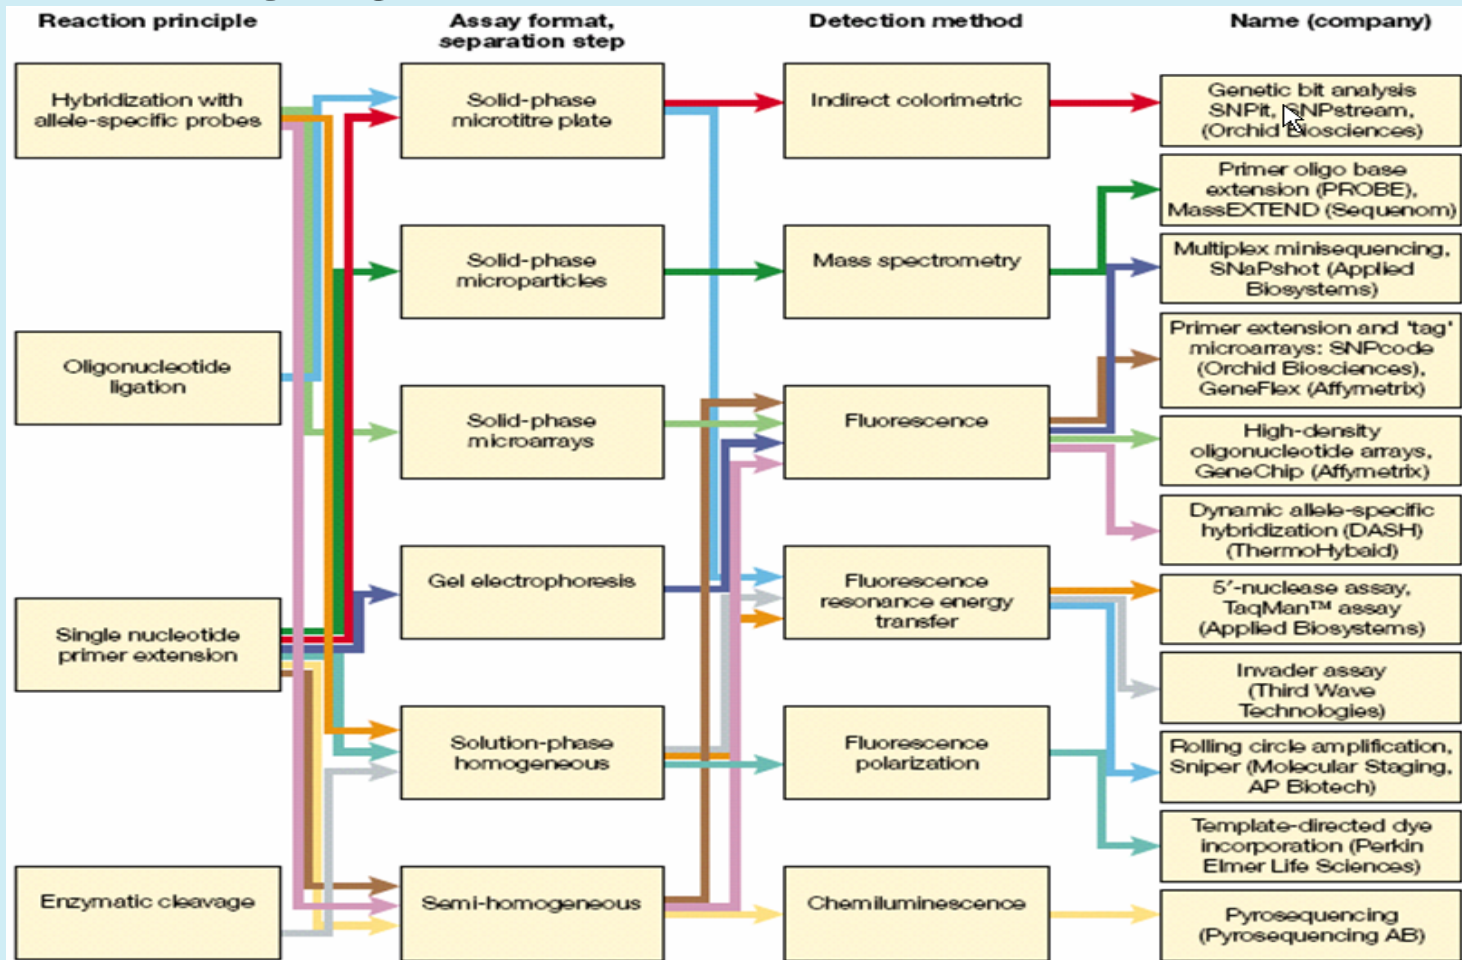 Reaction principle
Assay format,
separation step
Detection method
Name (company)
Hybridization with
allele-specific probes
Oligonucleotide
ligation
Single nucleotide
primer extension
Enzymatic cleavage
Solid-phase
microtitre plate
Solid-phase
microparticles
Solid-phase
microarrays
Gel electrophoresis
Solution-phase
homogeneous
Semi-homogeneous
Indirect colorimetric
Mass spectrometry
Fluorescence
Fluorescence
resonance energy
transfer
Fluorescence
polarization
Chemiluminescence
Genetic bit analysis
SNPit, SNPstream,
(Orchid Biosciences)
Primer oligo base
extension (PROBE),
MassEXTEND (Sequenom)
Multiplex minisequencing,
SNaPshot (Applied
Biosystems)
Primer extension and 'tag'
microarrays: SNPcode
(Orchid Biosciences),
GeneFlex (Affymetrix)
High-density
oligonucleotide arrays,
GeneChip (Affymetrix)
Dynamic allele-specific
hybridization (DASH)
(ThermoHybaid)
5′-nuclease assay,
TaqMan™ assay
(Applied Biosystems)
Invader assay
(Third Wave
Technologies)
Rolling circle amplification,
Sniper (Molecular Staging,
AP Biotech)
Template-directed dye
incorporation (Perkin
Elmer Life Sciences)
Pyrosequencing
(Pyrosequencing AB)